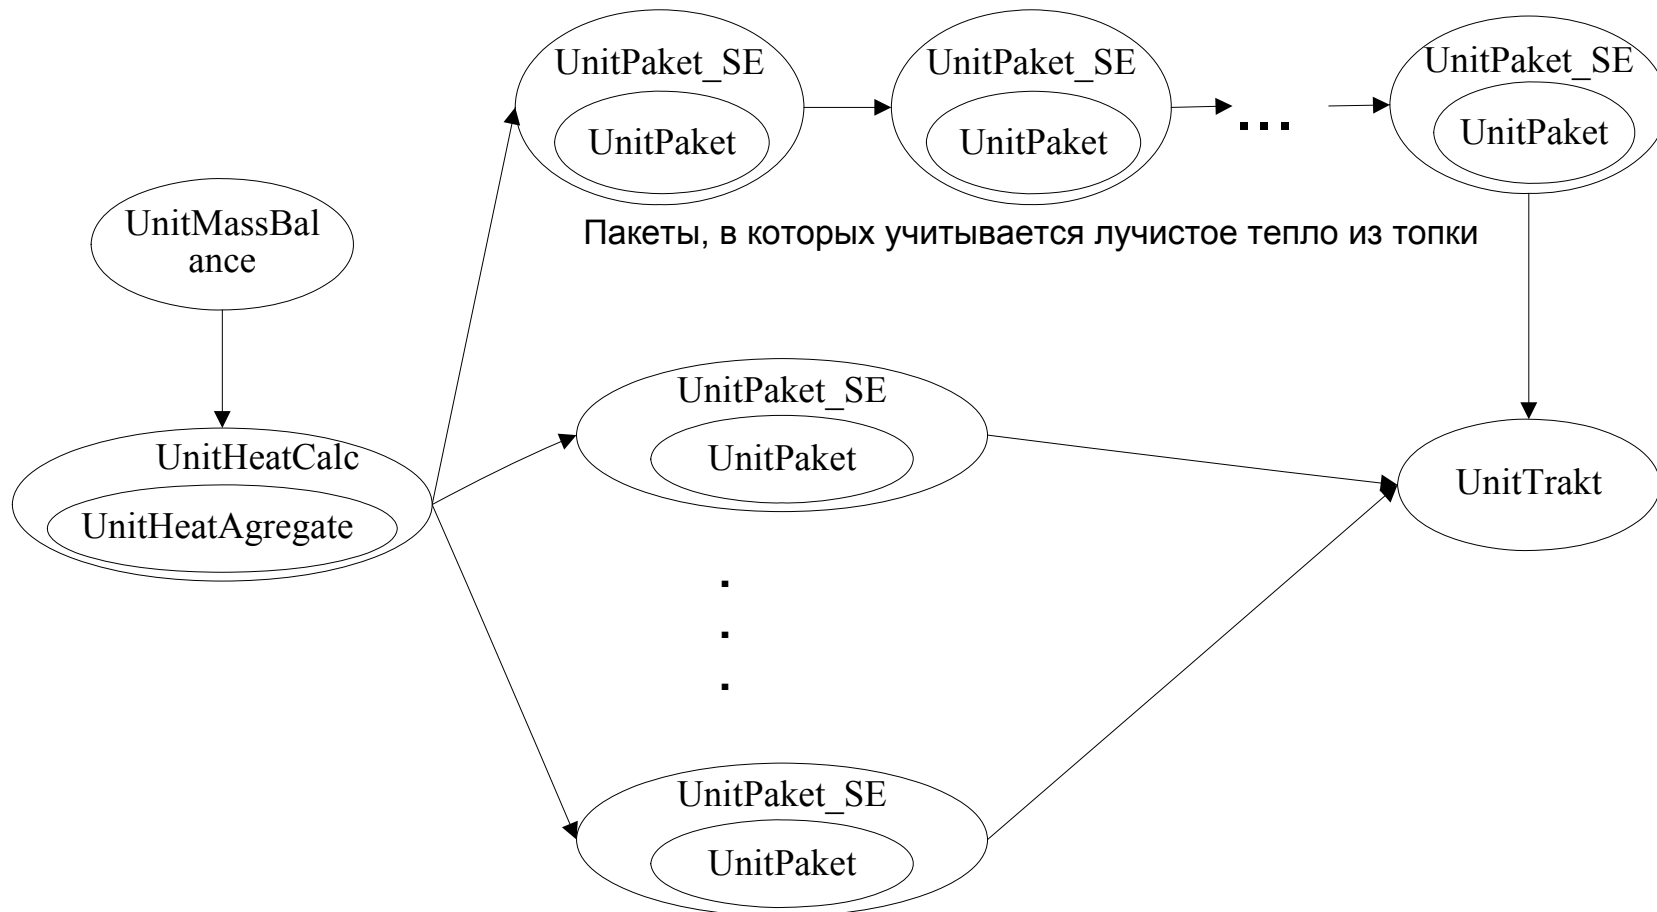 UnitPaket_SE
UnitPaket
UnitPaket_SE
UnitPaket
...
UnitPaket_SE
UnitPaket
Пакеты, в которых учитывается лучистое тепло из топки
UnitMassBal
ance
UnitHeatCalc
UnitHeatAgregate
UnitPaket_SE
UnitPaket
UnitTrakt
.
.
.
UnitPaket_SE
UnitPaket